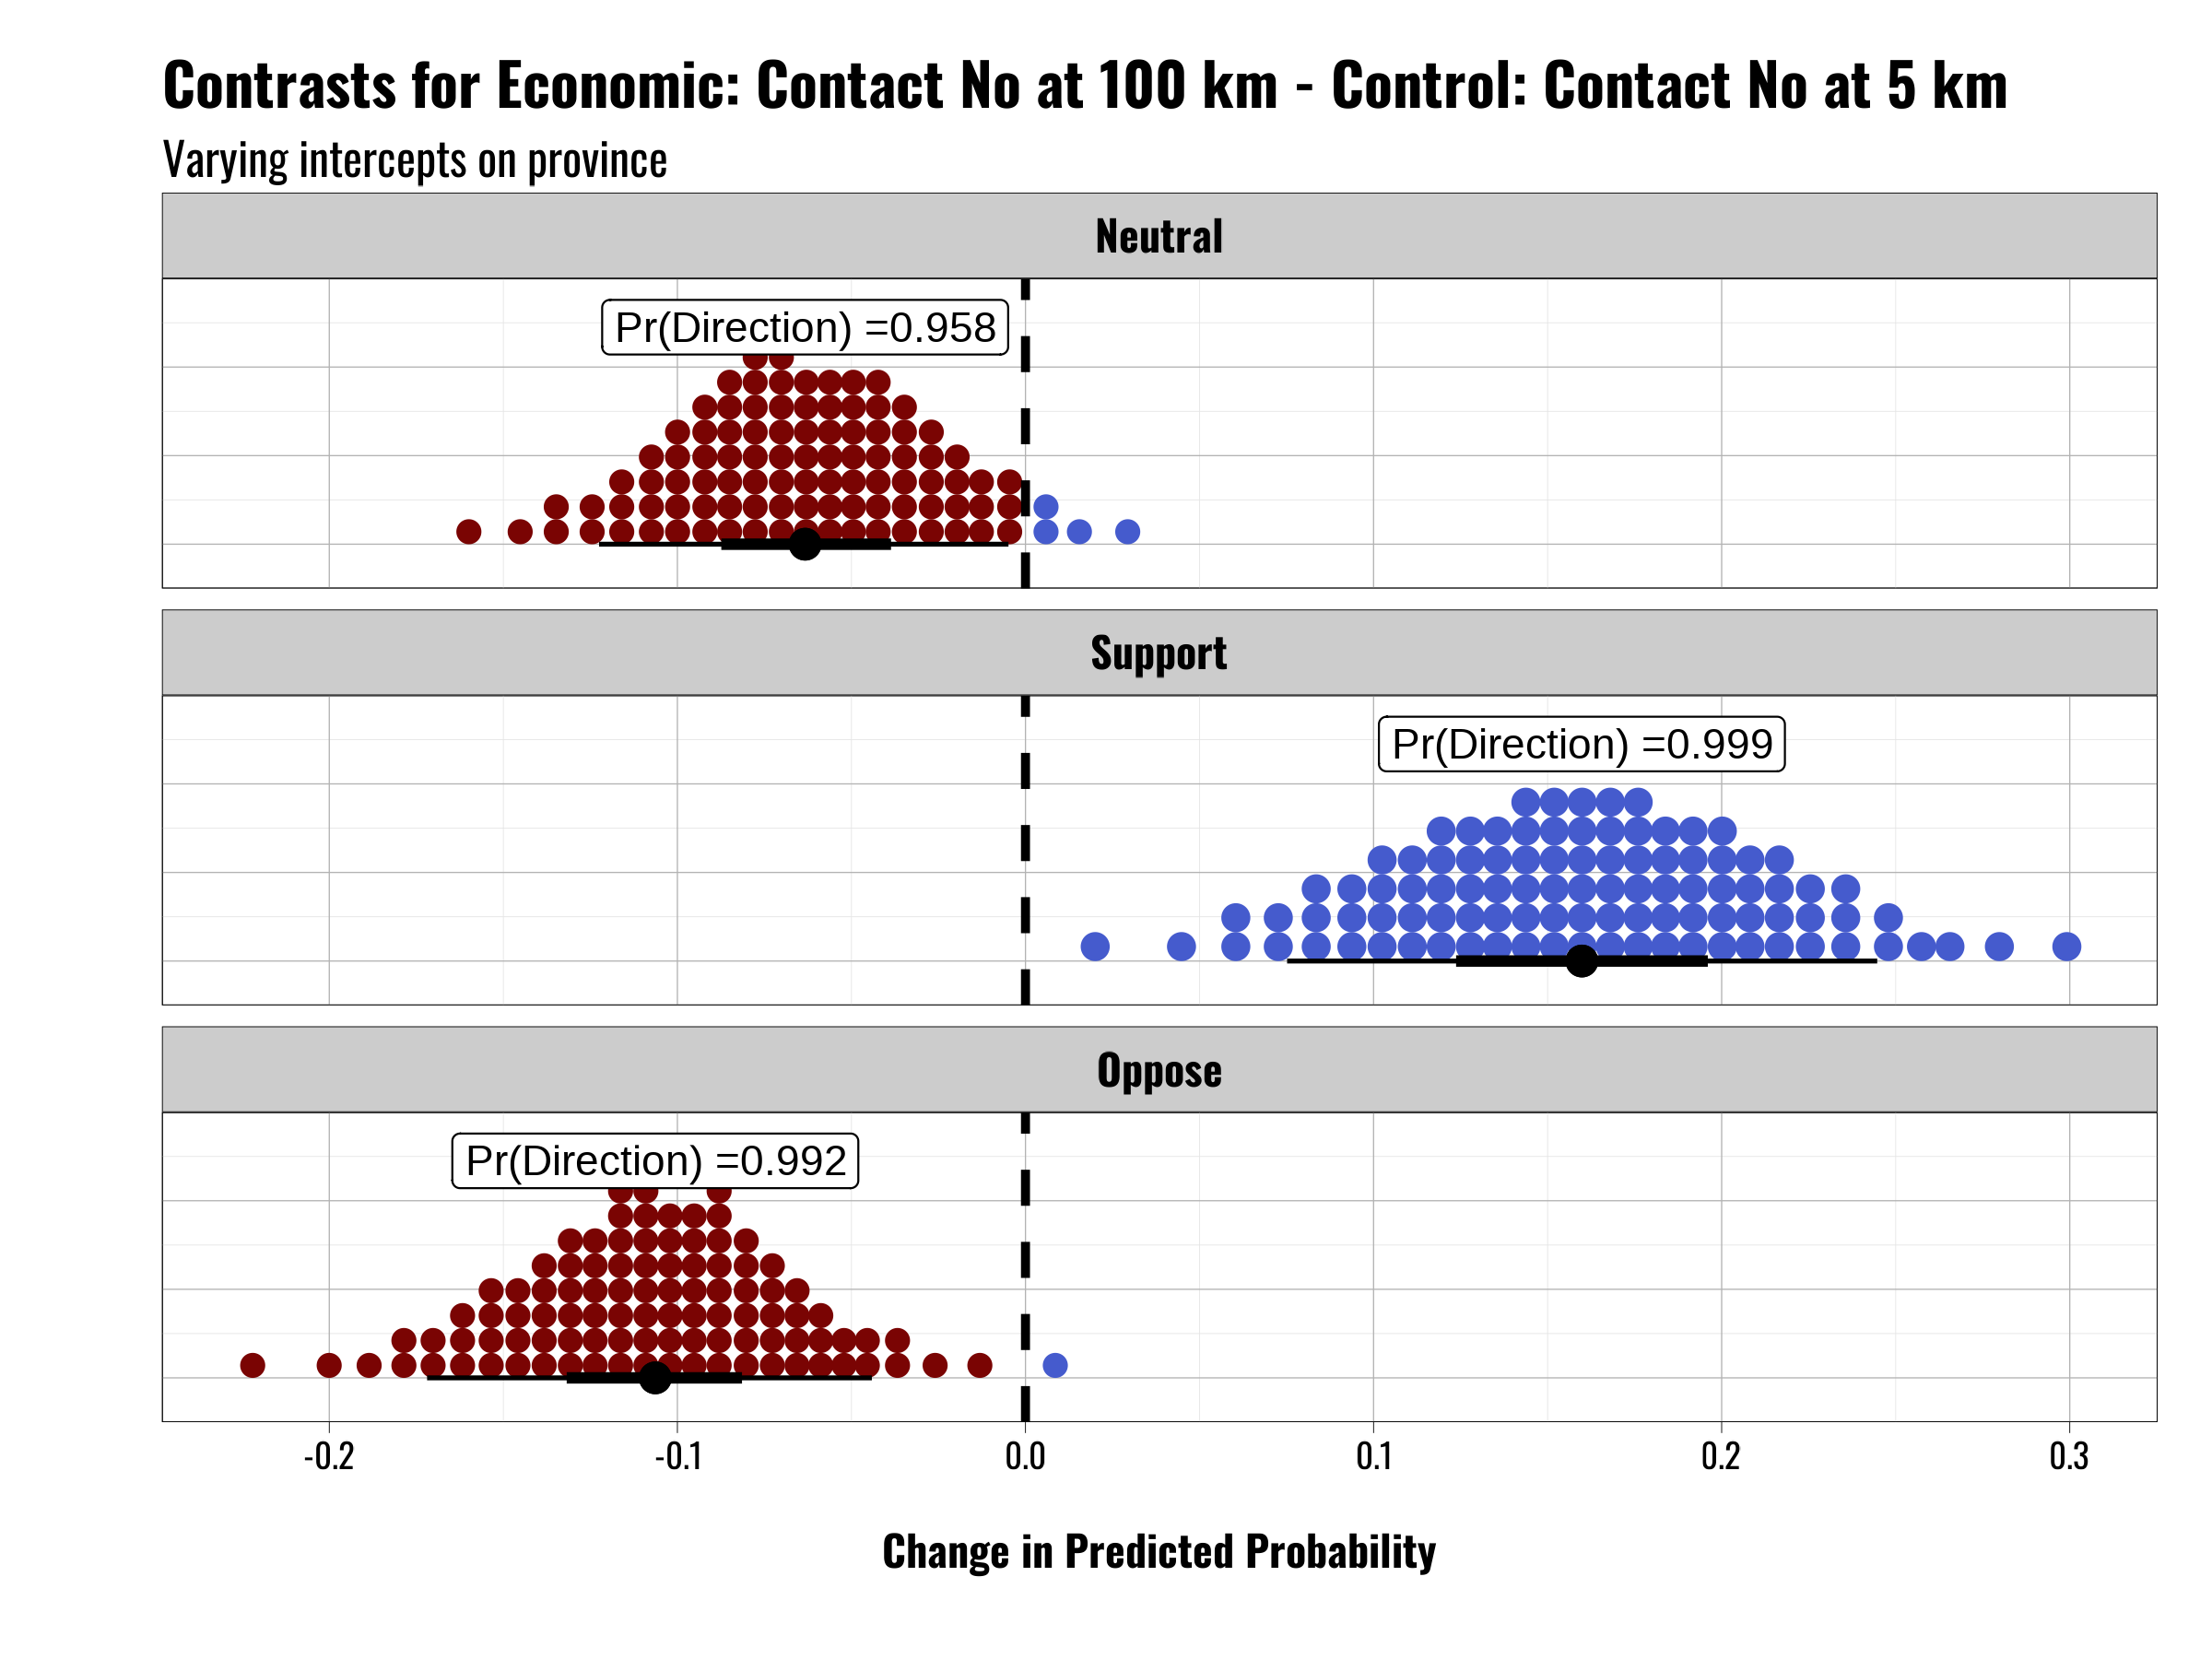 Contrasts for Economic: Contact No at 100 km - Control: Contact No at 5 km
Varying intercepts on province
Neutral
Pr(Direction) =0.958
Support
Pr(Direction) =0.999
Oppose
Pr(Direction) =0.992
-0.2 -0.1 0.0 0.1 0.2 0.3
Change in Predicted Probability